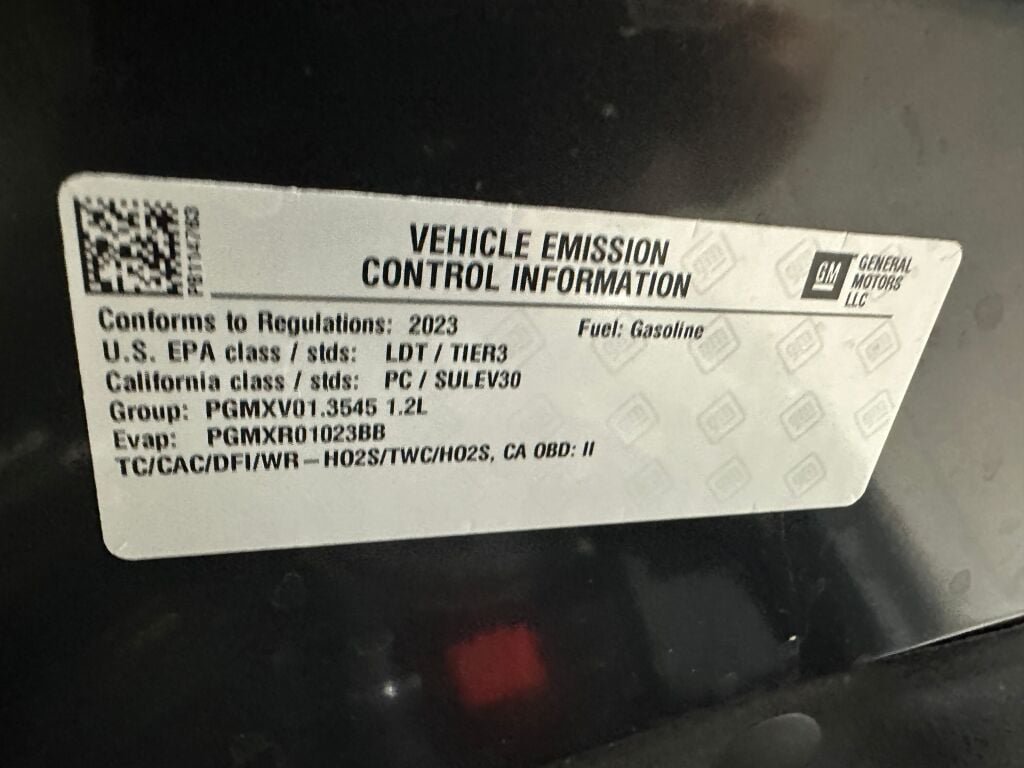 VEHICLE EMISSION
CONTROL INFORMATION
GM GENERAL
MOTORS
LLC
Conforms to Regulations: 2023 Fuel: Gasoline
U.S. EPA class / stds: LDT / TIER3
California class / stds: PC / SULEV30
Group: PGMXV01.3545 1.2L
Evap: PGMXR01023BB
TC/CAC/DFI/WR-HO2S/TWC/HO2S, CA OBD: II